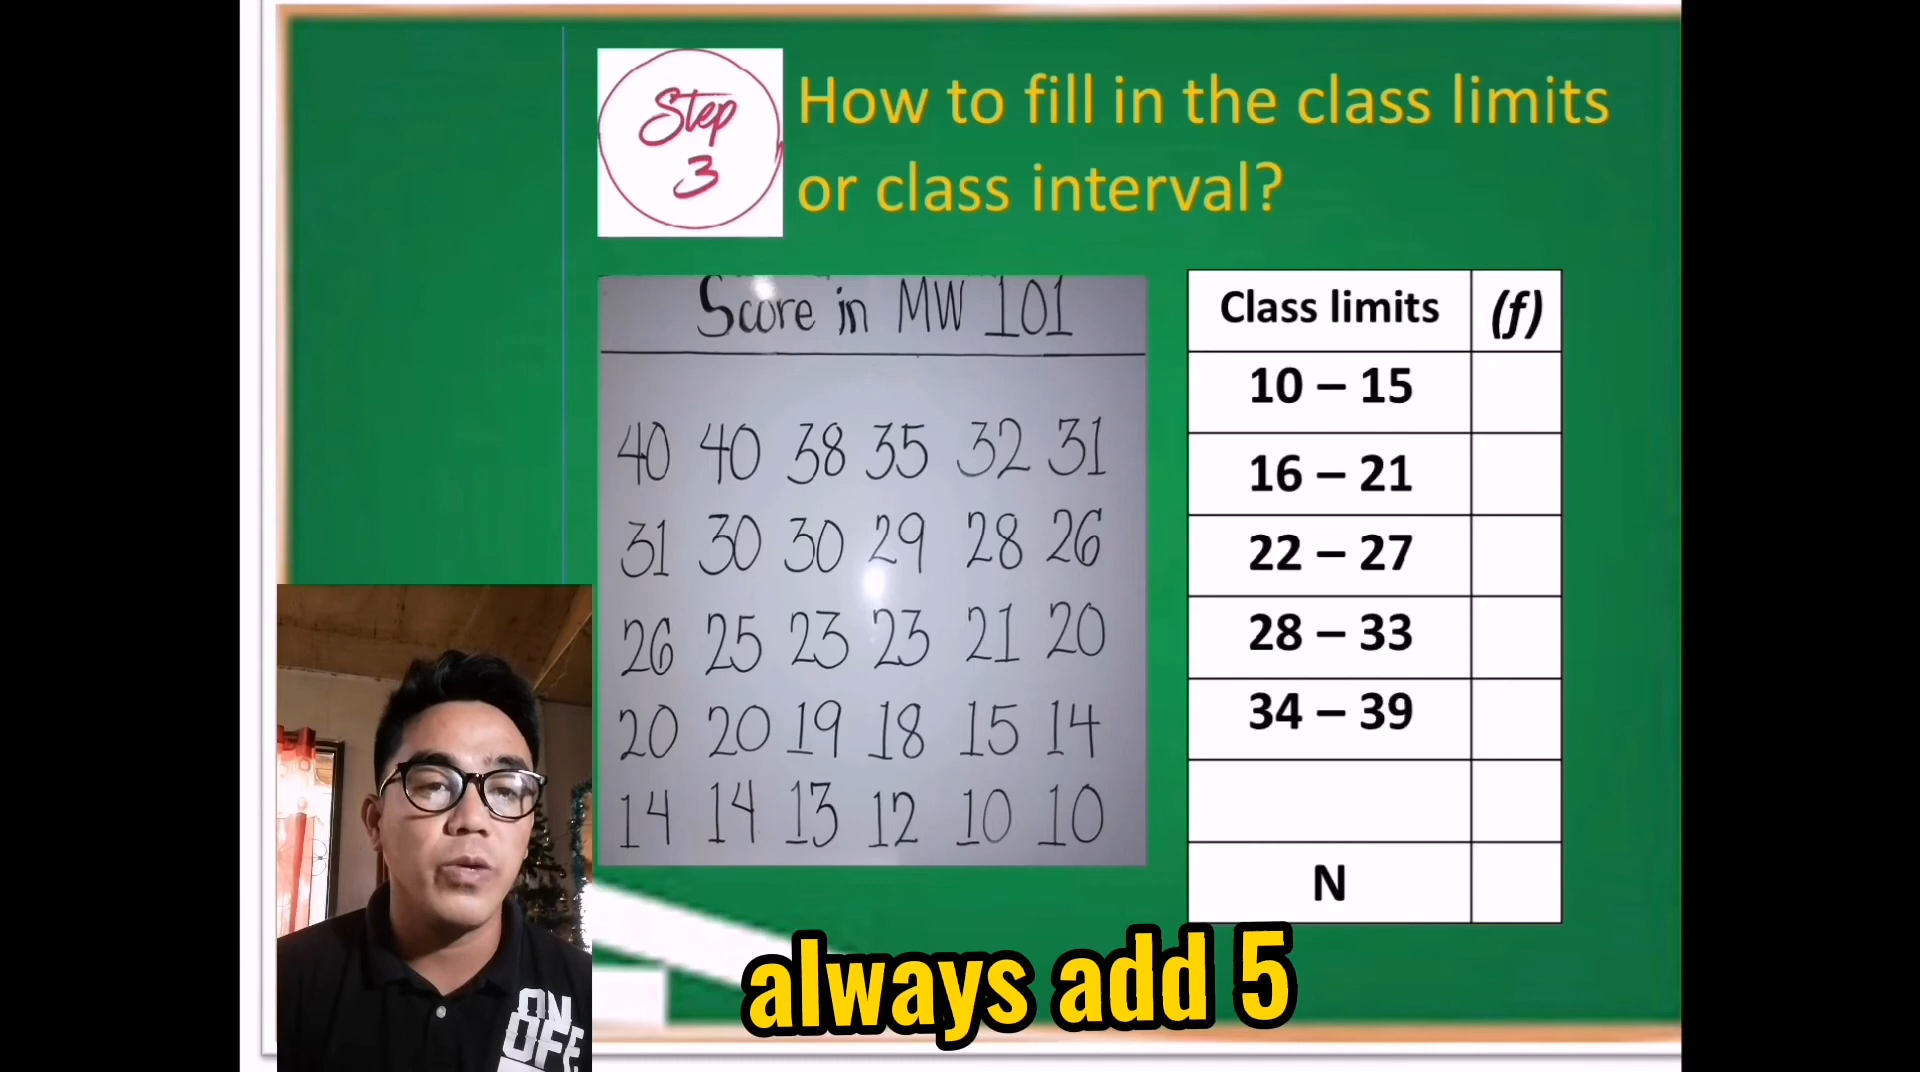 Step
3
How to fill in the class limits
or class interval?
Score in MW 101
40 40 38 35 32 31
31 30 30 29 28 26
26 25 23 23 21 20
20 20 19 18 15 14
14 14 13 12 10 10
Class limits (f)
10 – 15
16 – 21
22 – 27
28 – 33
34 – 39
N
ON
OFF
always add 5